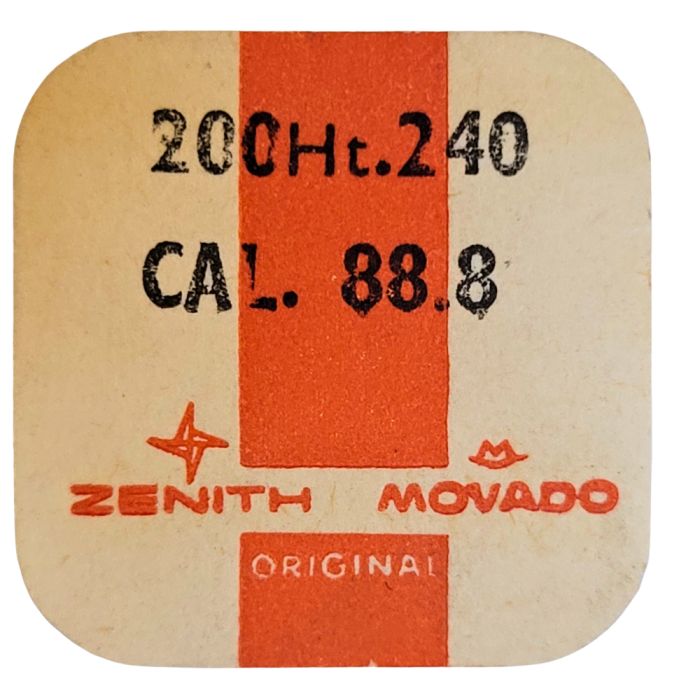 200Ht.240
CAL. 88.8
ZENITH MOVADO
ORIGINAL